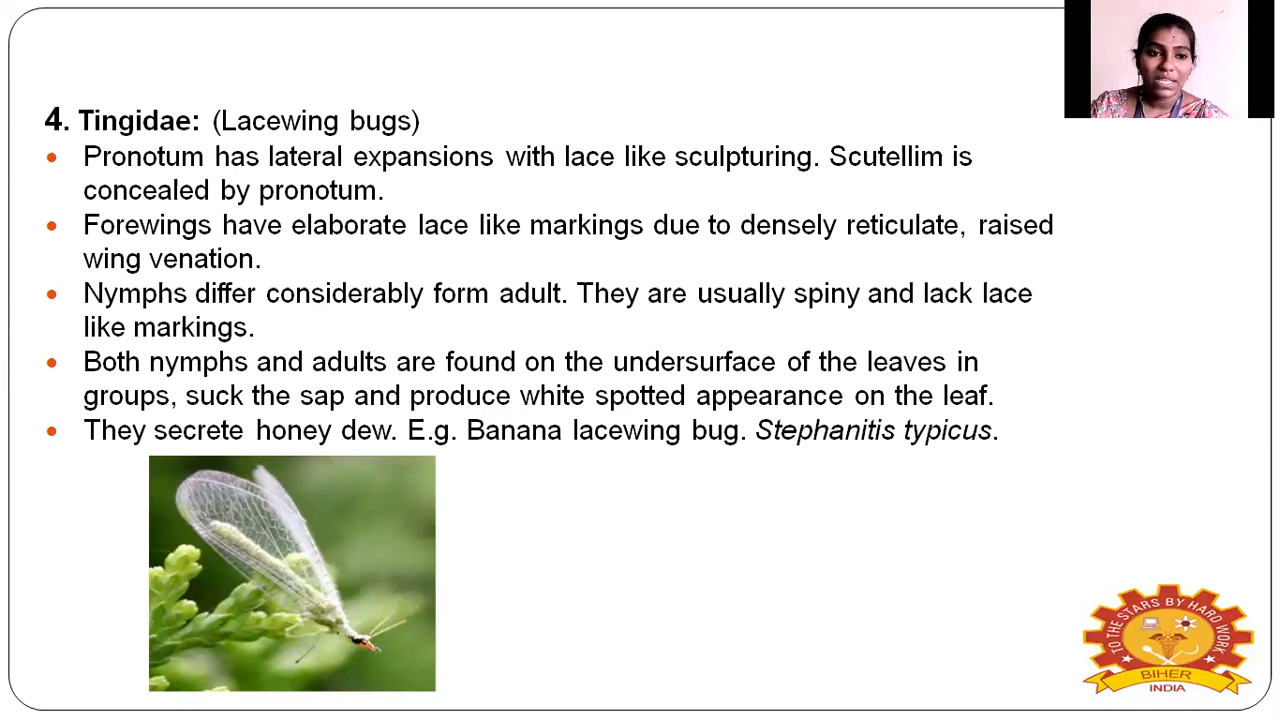 4. Tingidae: (Lacewing bugs)
• Pronotum has lateral expansions with lace like sculpturing. Scutellim is
concealed by pronotum.
• Forewings have elaborate lace like markings due to densely reticulate, raised
wing venation.
• Nymphs differ considerably form adult. They are usually spiny and lack lace
like markings.
• Both nymphs and adults are found on the undersurface of the leaves in
groups, suck the sap and produce white spotted appearance on the leaf.
• They secrete honey dew. E.g. Banana lacewing bug. Stephanitis typicus.
TO THE STARS BY HARD WORK
BIHER
INDIA